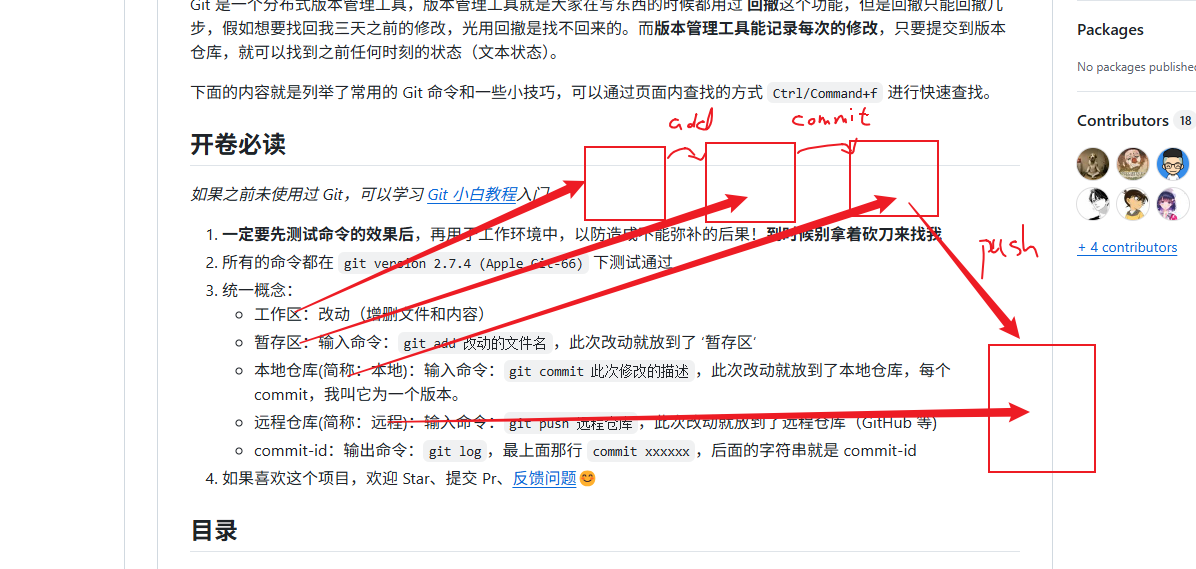 Git 是一个分布式版本管理工具，版本管理工具就是大家在写东西的时候都用过 回撤这个功能，但是回撤只能回撤几
步，假如想要找回我三天之前的修改，光用回撤是找不回来的。而版本管理工具能记录每次的修改，只要提交到版本
仓库，就可以找到之前任何时刻的状态（文本状态）。
下面的内容就是列举了常用的 Git 命令和一些小技巧，可以通过页面内查找的方式 Ctrl/Command+f 进行快速查找。
开卷必读
如果之前未使用过 Git，可以学习 Git 小白教程入门
1. 一定要先测试命令的效果后，再用于工作环境中，以防造成不能弥补的后果！到时候别拿着砍刀来找我
2. 所有的命令都在 git version 2.7.4 (Apple Git-66) 下测试通过
3. 统一概念：
工作区：改动（增删文件和内容）
暂存区：输入命令：git add 改动的文件名，此次改动就放到了 ‘暂存区’
本地仓库(简称：本地)：输入命令：git commit 此次修改的描述，此次改动就放到了本地仓库，每个
commit，我叫它为一个版本。
远程仓库(简称：远程)：输入命令：git push 远程仓库，此次改动就放到了远程仓库（GitHub 等)
commit-id：输出命令：git log，最上面那行 commit xxxxxx，后面的字符串就是 commit-id
4. 如果喜欢这个项目，欢迎 Star、提交 Pr、反馈问题😊
目录
add
commit
push
Packages
No packages published
Contributors 18
+ 4 contributors